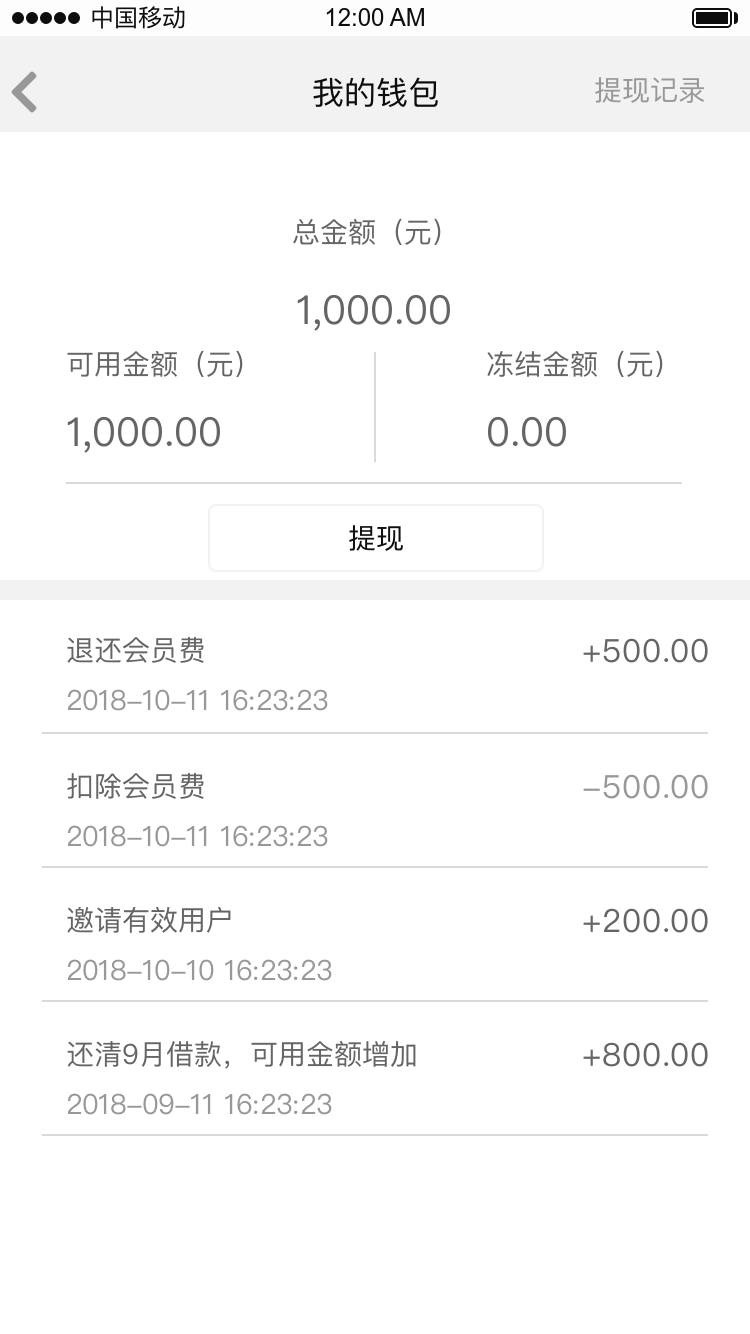 中国移动 12:00 AM
我的钱包 提现记录
总金额（元）
1,000.00
可用金额（元） 冻结金额（元）
1,000.00 0.00
提现
退还会员费 +500.00
2018–10–11 16:23:23
扣除会员费 –500.00
2018–10–11 16:23:23
邀请有效用户 +200.00
2018–10–10 16:23:23
还清9月借款，可用金额增加 +800.00
2018–09–11 16:23:23